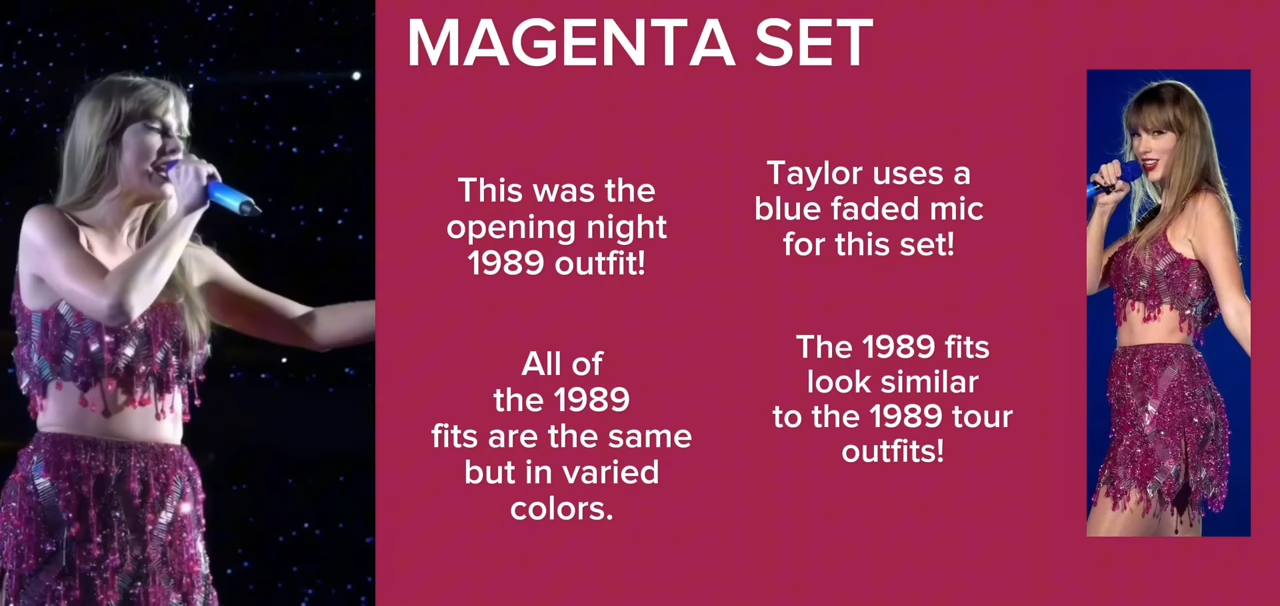 MAGENTA SET
This was the
opening night
1989 outfit!
Taylor uses a
blue faded mic
for this set!
All of
the 1989
fits are the same
but in varied
colors.
The 1989 fits
look similar
to the 1989 tour
outfits!